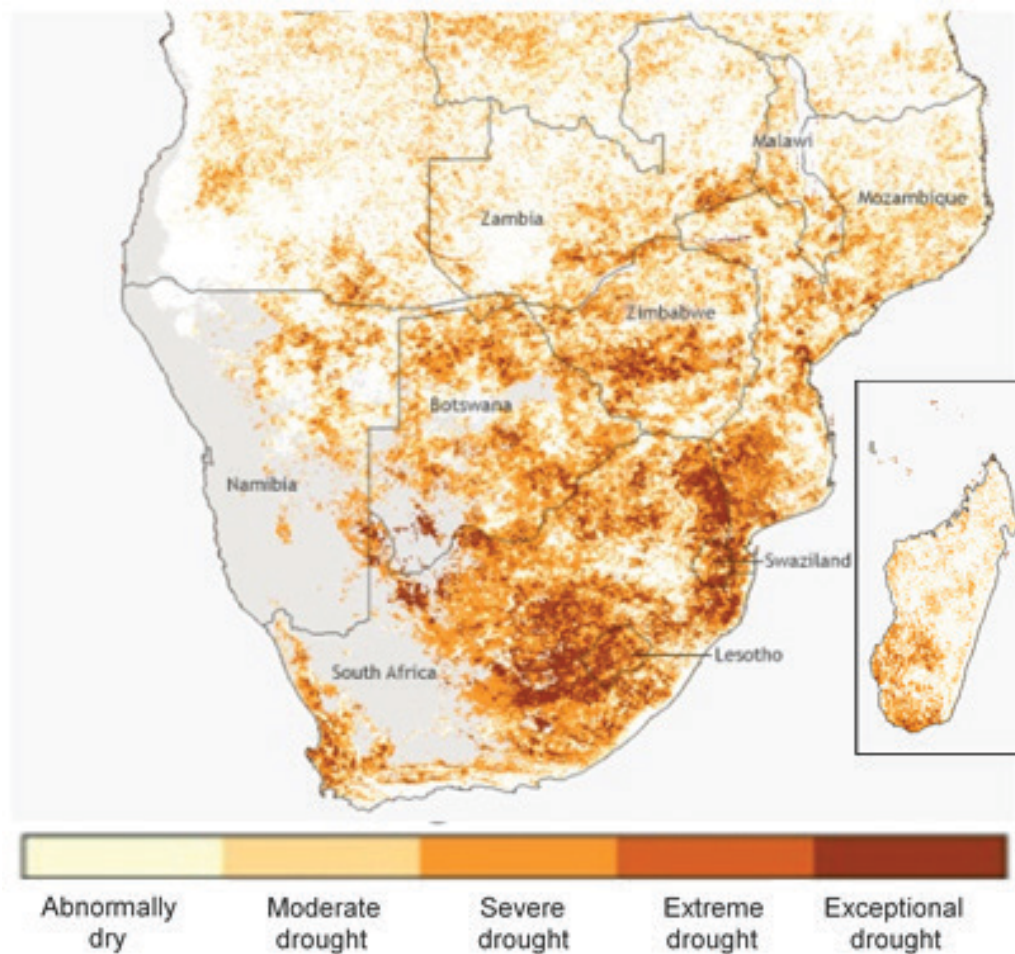 Malawi
Mozambique
Zambia
Zimbabwe
Botswana
Namibia
Swaziland
Lesotho
South Africa
Abnormally
dry
Moderate
drought
Severe
drought
Extreme
drought
Exceptional
drought